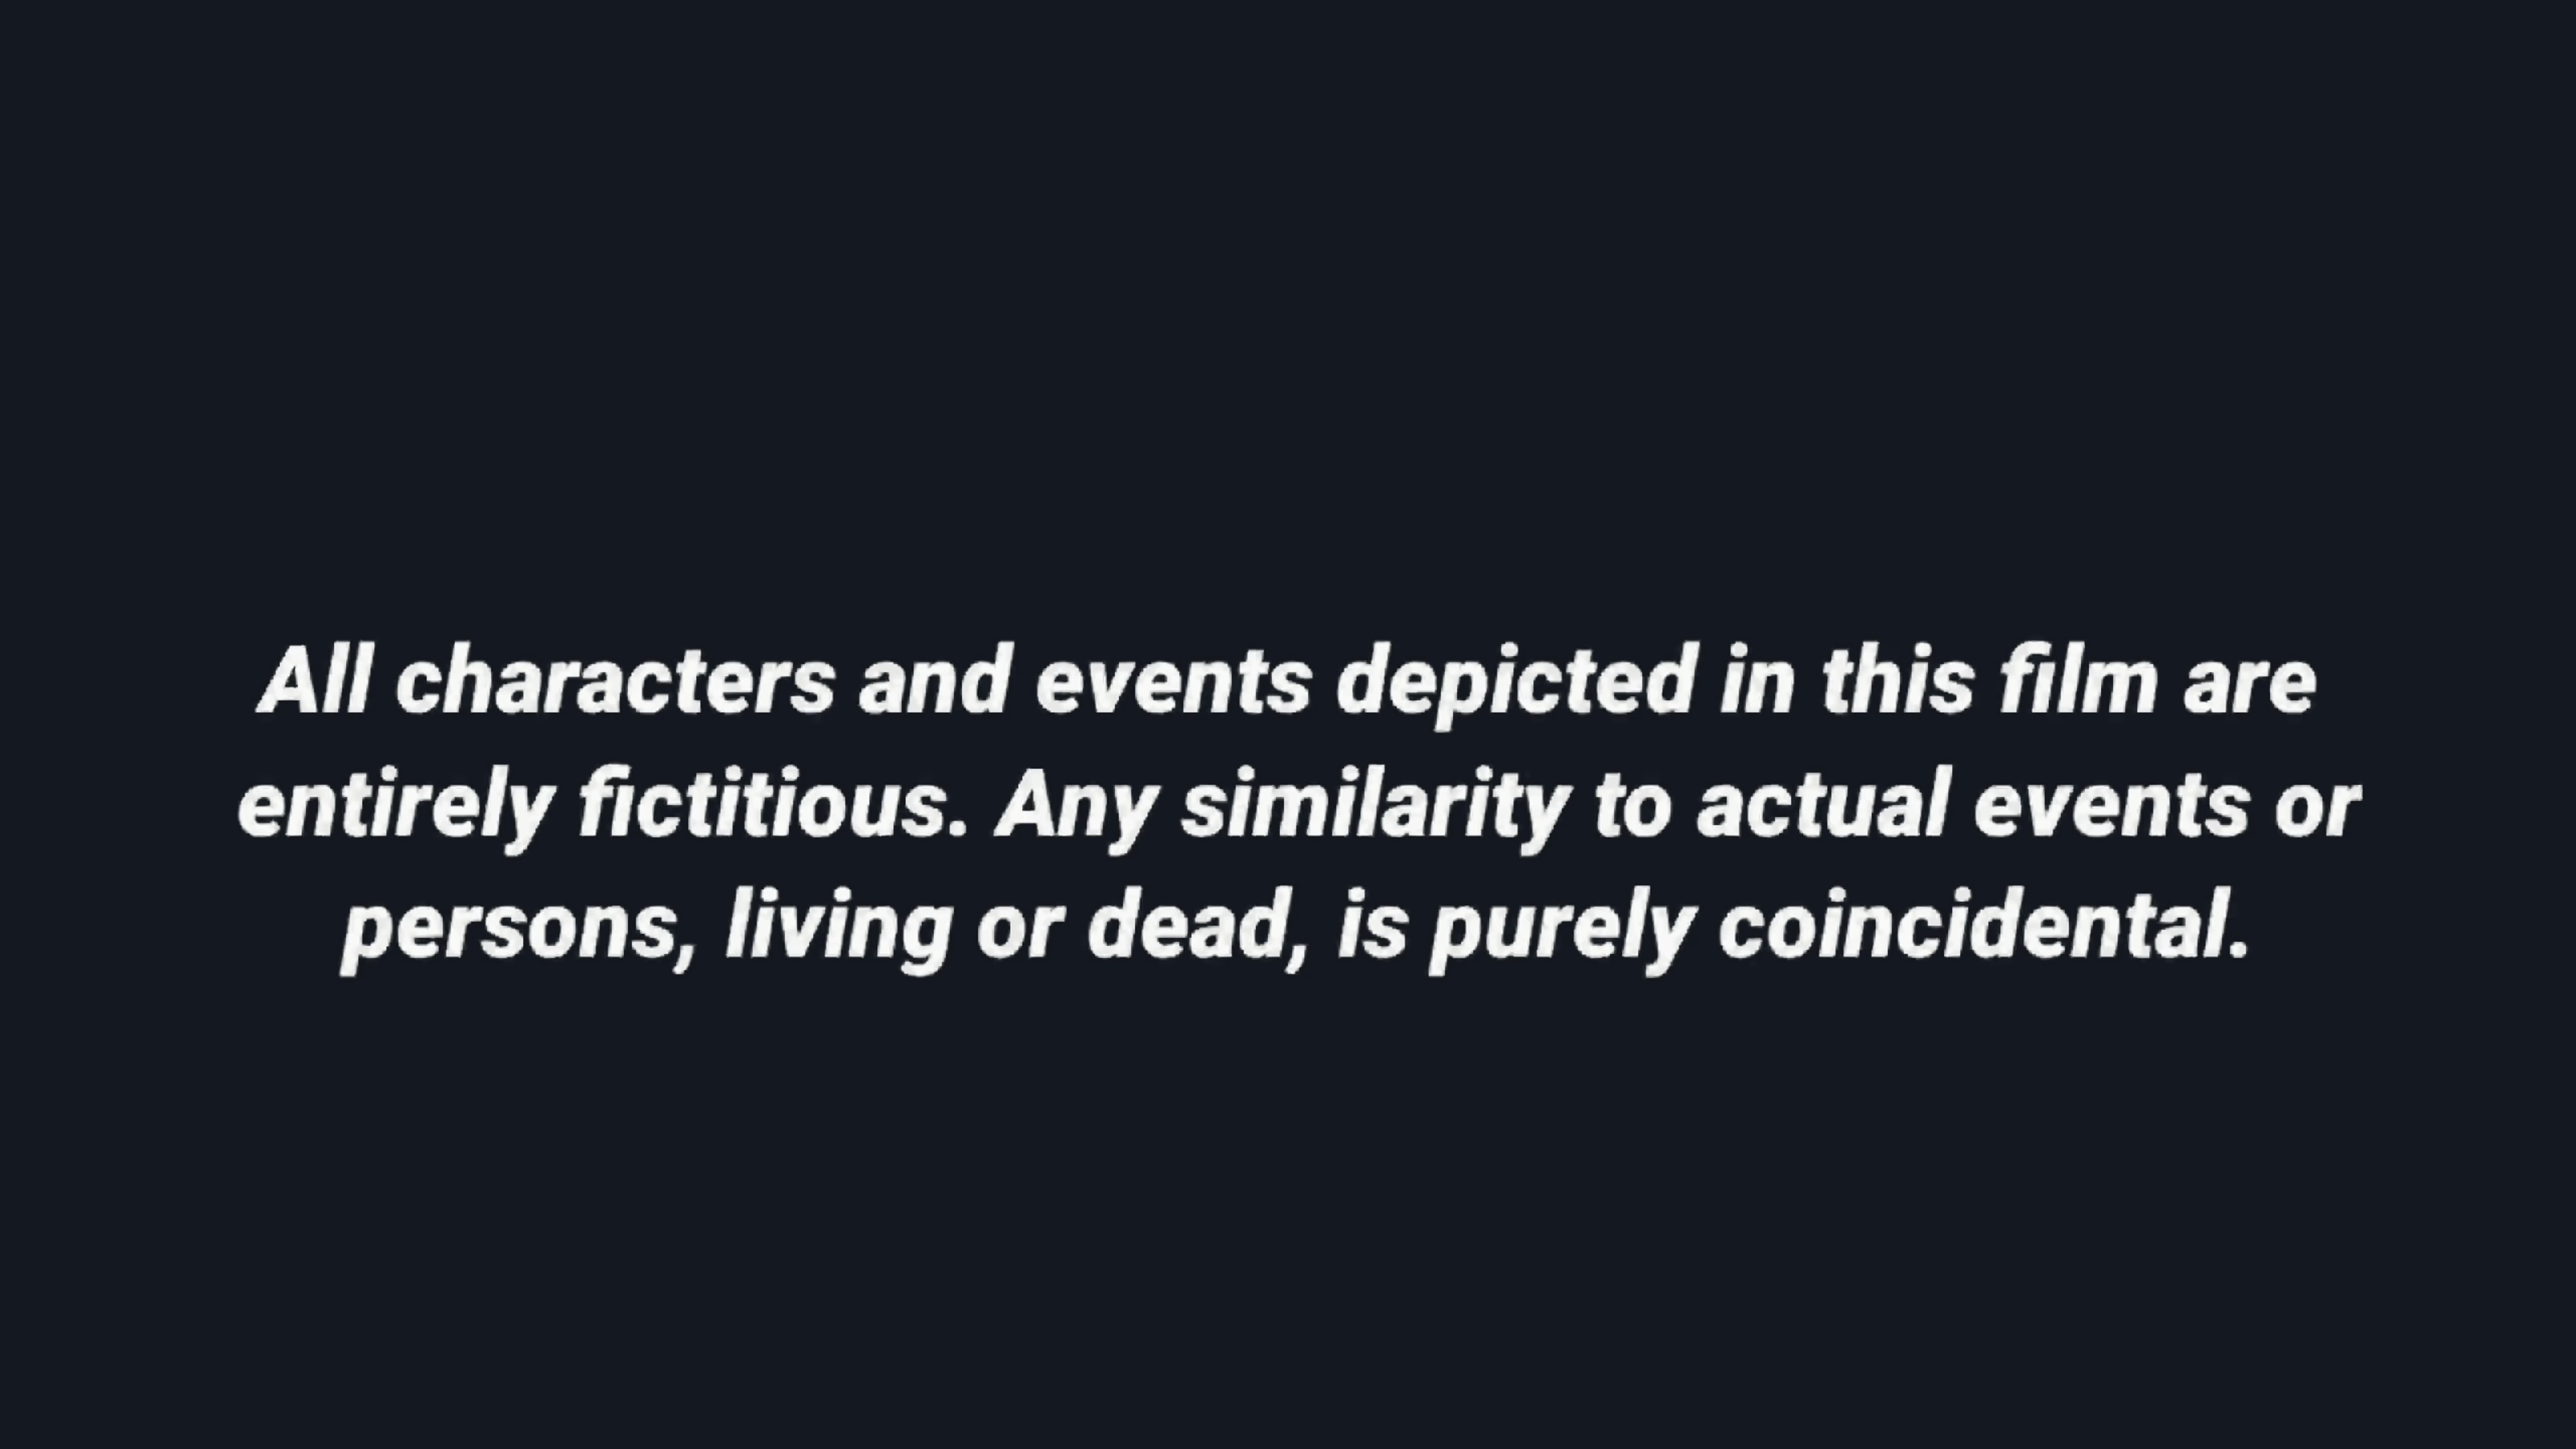 All characters and events depicted in this film are
entirely fictitious. Any similarity to actual events or
persons, living or dead, is purely coincidental.